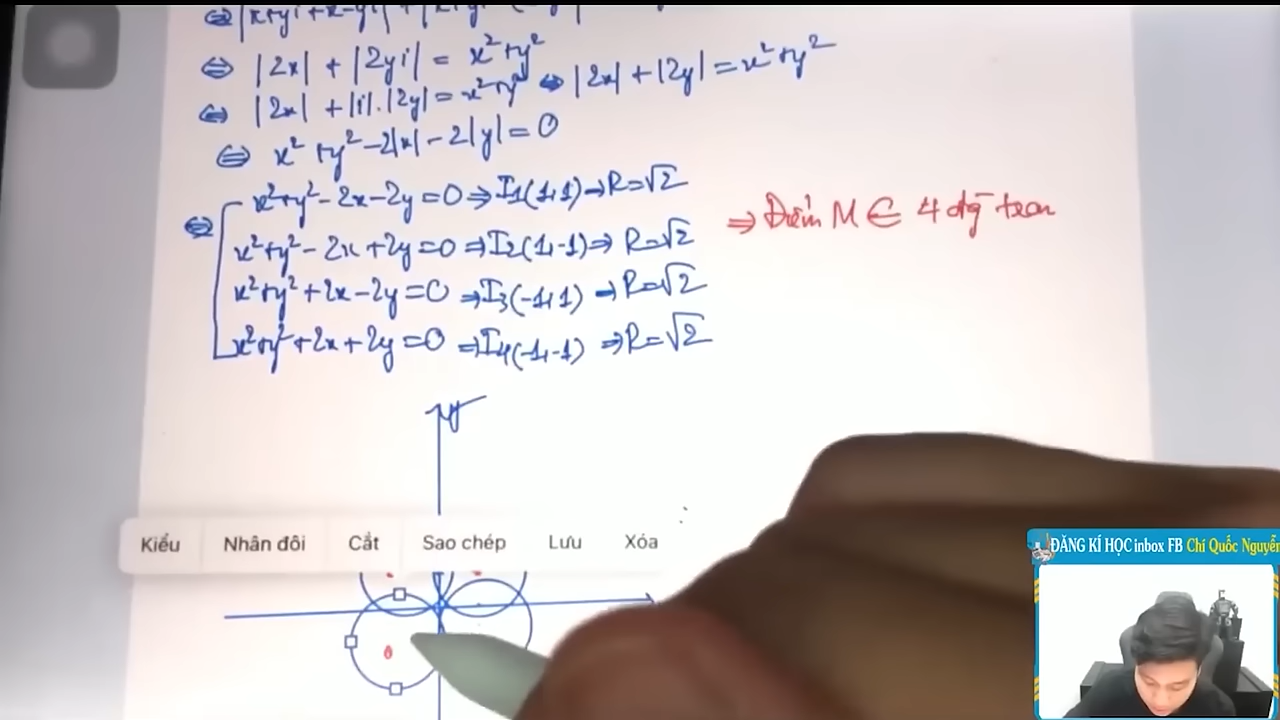 ⇔ |x+yi+x-yi| + |x+yi
⇔ |2x| + |2yi| = x²+y²
⇔ |2x| + |i|.|2y| = x²+y² ⇔ |2x| + |2y| = x²+y²
⇔ x²+y²-2|x|-2|y| = 0
⇔ x²+y²-2x-2y=0 ⇒ I₁(1,1) → R=√2
x²+y²-2x+2y=0 ⇒ I₂(1,-1) ⇒ R=√2
x²+y²+2x-2y=0 ⇒ I₃(-1,1) → R=√2
x²+y²+2x+2y=0 ⇒ I₄(-1,-1) ⇒ R=√2
⇒ Điểm M ∈ 4 đg tròn
y
Kiểu Nhân đôi Cắt Sao chép Lưu Xóa
ĐĂNG KÍ HỌC inbox FB Chí Quốc Nguyễn